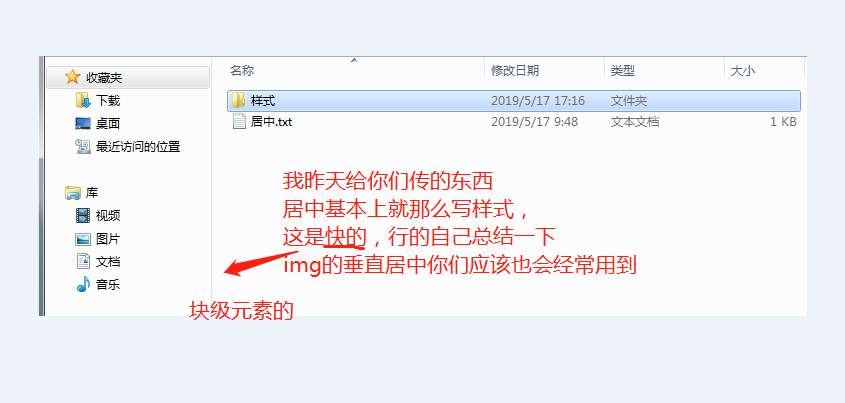 收藏夹
下载
桌面
最近访问的位置
库
视频
图片
文档
音乐
名称 修改日期 类型 大小
样式 2019/5/17 17:16 文件夹
居中.txt 2019/5/17 9:48 文本文档 1 KB
我昨天给你们传的东西
居中基本上就那么写样式，
这是快的，行的自己总结一下
img的垂直居中你们应该也会经常用到
块级元素的